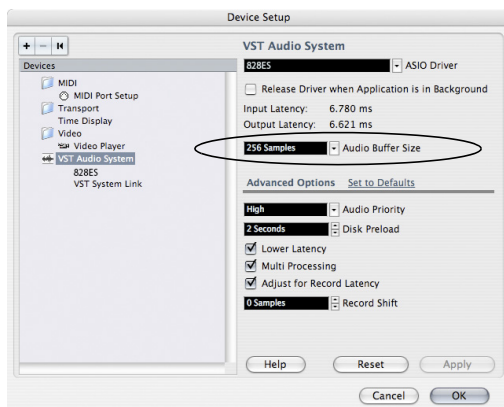 Device Setup
Devices
MIDI
MIDI Port Setup
Transport
Time Display
Video
Video Player
VST Audio System
828ES
VST System Link
VST Audio System
828ES ASIO Driver
Release Driver when Application is in Background
Input Latency: 6.780 ms
Output Latency: 6.621 ms
256 Samples Audio Buffer Size
Advanced Options Set to Defaults
High Audio Priority
2 Seconds Disk Preload
Lower Latency
Multi Processing
Adjust for Record Latency
0 Samples Record Shift
Help Reset Apply
Cancel OK